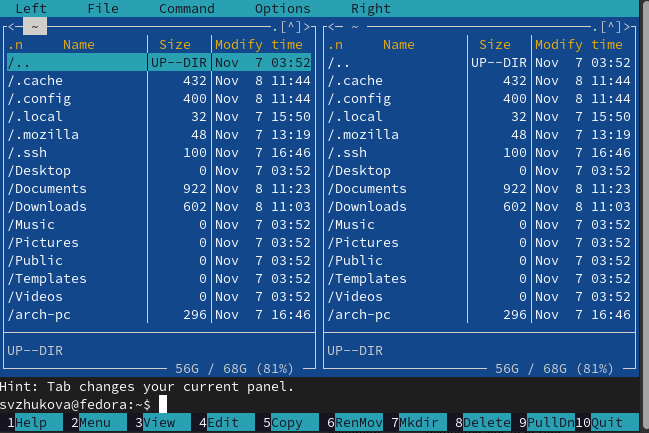 Left File Command Options Right
<— ~ .[^]> <— ~ .[^]>
.n Name Size Modify time .n Name Size Modify time
/.. UP--DIR Nov 7 03:52 /.. UP--DIR Nov 7 03:52
/.cache 432 Nov 8 11:44 /.cache 432 Nov 8 11:44
/.config 400 Nov 8 11:44 /.config 400 Nov 8 11:44
/.local 32 Nov 7 15:50 /.local 32 Nov 7 15:50
/.mozilla 48 Nov 7 13:19 /.mozilla 48 Nov 7 13:19
/.ssh 100 Nov 7 16:46 /.ssh 100 Nov 7 16:46
/Desktop 0 Nov 7 03:52 /Desktop 0 Nov 7 03:52
/Documents 922 Nov 8 11:23 /Documents 922 Nov 8 11:23
/Downloads 602 Nov 8 11:03 /Downloads 602 Nov 8 11:03
/Music 0 Nov 7 03:52 /Music 0 Nov 7 03:52
/Pictures 0 Nov 7 03:52 /Pictures 0 Nov 7 03:52
/Public 0 Nov 7 03:52 /Public 0 Nov 7 03:52
/Templates 0 Nov 7 03:52 /Templates 0 Nov 7 03:52
/Videos 0 Nov 7 03:52 /Videos 0 Nov 7 03:52
/arch-pc 296 Nov 7 16:46 /arch-pc 296 Nov 7 16:46
UP--DIR UP--DIR
56G / 68G (81%) 56G / 68G (81%)
Hint: Tab changes your current panel.
svzhukova@fedora:~$
1Help 2Menu 3View 4Edit 5Copy 6RenMov 7Mkdir 8Delete 9PullDn 10Quit